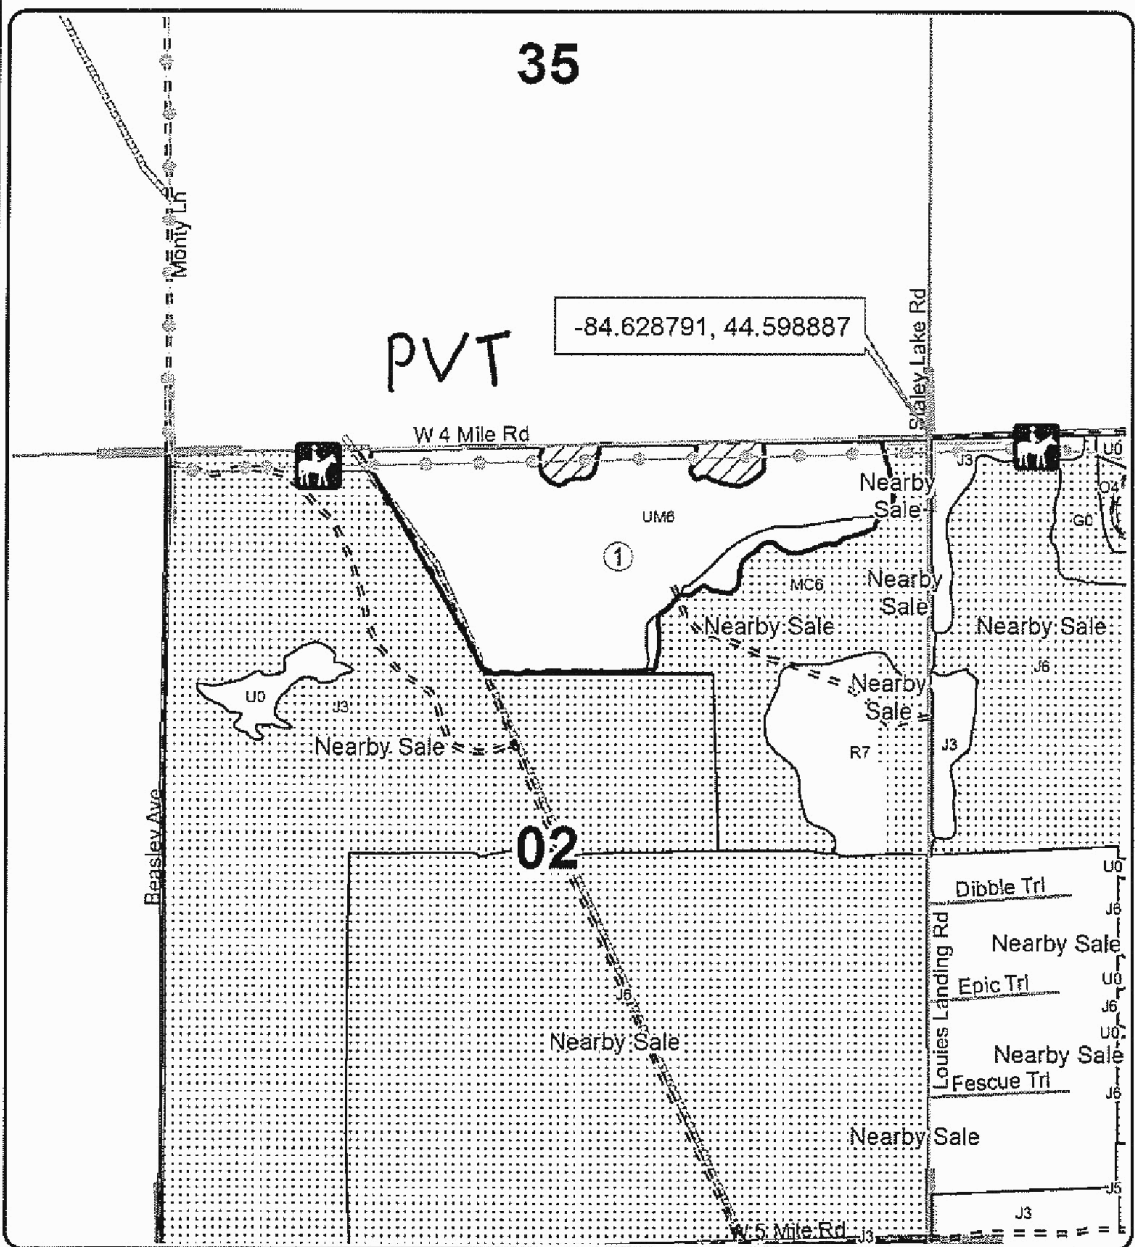 35
Monty Ln
-84.628791, 44.598887
Staley Lake Rd
PVT
W 4 Mile Rd
J3
U0
Nearby
Sale
O4
UM6
G0
1
MC6
Nearby
Sale
Nearby Sale
Nearby Sale
J6
U0
J3
Nearby
Sale
Nearby Sale
R7
J3
Beasley Ave
02
U0
Dibble Trl
J6
Nearby Sale
Louies Landing Rd
Epic Trl
U0
J6
J6
U0
Nearby Sale
Nearby Sale
Fescue Trl
J6
Nearby Sale
J5
J3
W 5 Mile Rd
J3